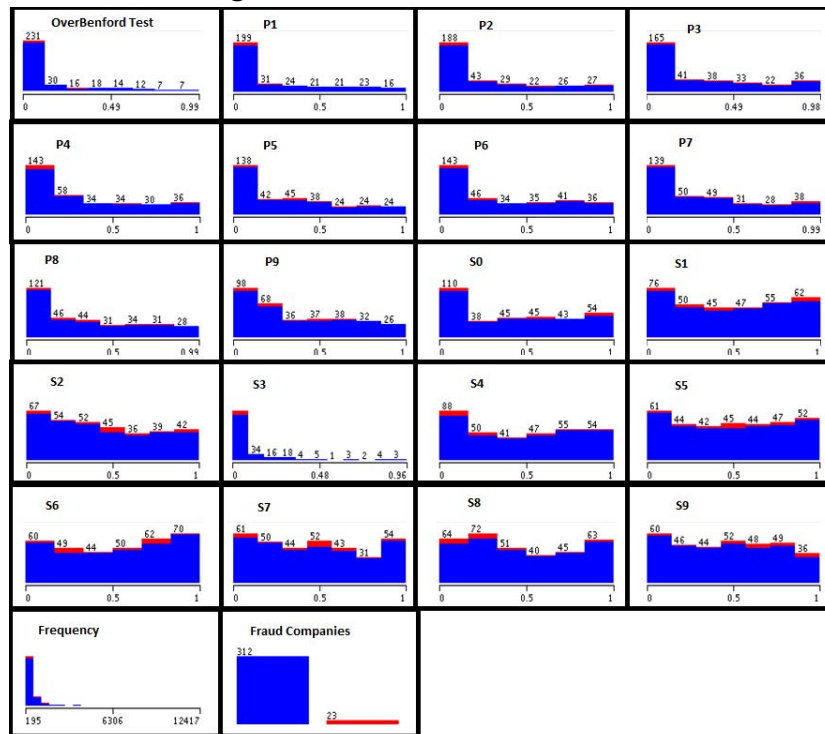 OverBenford Test
231
30 16 18 14 12 7 7
0 0.49 0.99
P1
199
31 24 21 21 23 16
0 0.5 1
P2
188
43 29 22 26 27
0 0.5 1
P3
165
41 38 33 22 36
0 0.49 0.98
P4
143
58 34 34 30 36
0 0.5 1
P5
138
42 45 38 24 24 24
0 0.5 1
P6
143
46 34 35 41 36
0 0.5 1
P7
139
50 49 31 28 38
0 0.5 0.99
P8
121
46 44 31 34 31 28
0 0.5 0.99
P9
98
68 36 37 38 32 26
0 0.5 1
S0
110
38 45 45 43 54
0 0.5 1
S1
76
50 45 47 55 62
0 0.5 1
S2
67 54 52 45 36 39 42
0 0.5 1
S3
34 16 18 4 5 1 3 2 4 3
0 0.48 0.96
S4
88
50 41 47 55 54
0 0.5 1
S5
61 44 42 45 44 47 52
0 0.5 1
S6
60 49 44 50 62 70
0 0.5 1
S7
61 50 44 52 43 31 54
0 0.5 1
S8
64 72 51 40 45 63
0 0.5 1
S9
60 46 44 52 48 49 36
0 0.5 1
Frequency
195 6306 12417
Fraud Companies
312
23